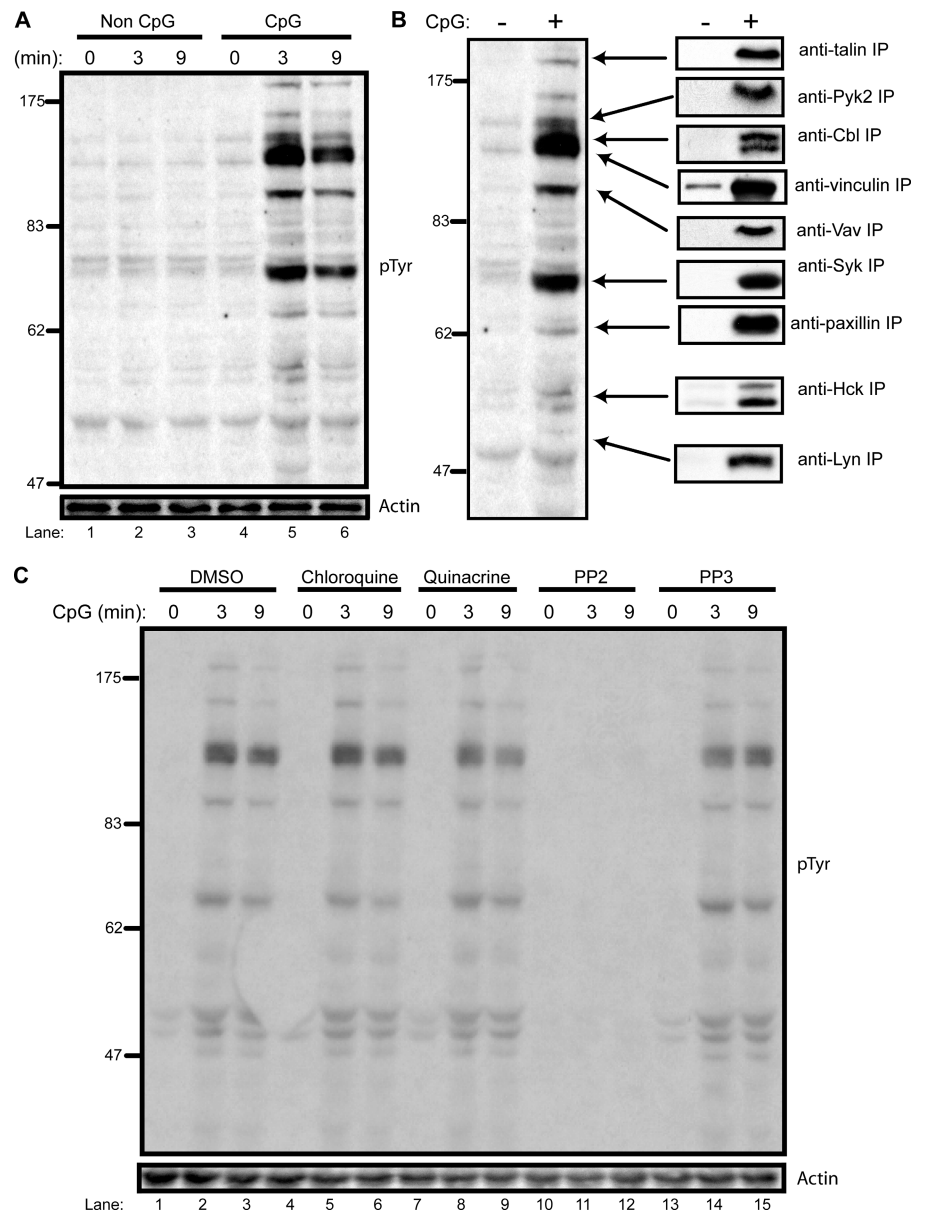 A
Non CpG CpG
(min): 0 3 9 0 3 9
175
83
62
47
pTyr
Actin
Lane: 1 2 3 4 5 6
B
CpG: - + - +
175
83
62
47
anti-talin IP
anti-Pyk2 IP
anti-Cbl IP
anti-vinculin IP
anti-Vav IP
anti-Syk IP
anti-paxillin IP
anti-Hck IP
anti-Lyn IP
C
DMSO Chloroquine Quinacrine PP2 PP3
CpG (min): 0 3 9 0 3 9 0 3 9 0 3 9 0 3 9
175
83
62
47
pTyr
Actin
Lane: 1 2 3 4 5 6 7 8 9 10 11 12 13 14 15